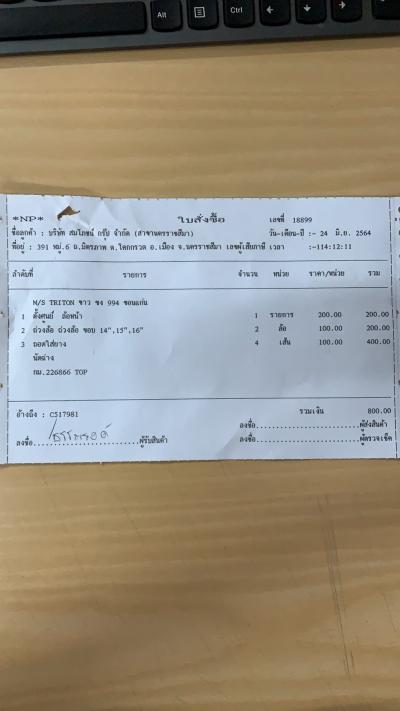 Alt
Ctrl
*NP*
ใบสั่งซื้อ
เลขที่ 18899
ชื่อลูกค้า : บริษัท สมโภชน์ กรุ๊ป จำกัด (สาขานครราชสีมา)
วัน-เดือน-ปี :- 24 มิ.ย. 2564
ที่อยู่ : 391 หมู่.6 ถ.มิตรภาพ ต.โคกกรวด อ.เมือง จ.นครราชสีมา เลขผู้เสียภาษี เวลา :-114:12:11
ลำดับที่ รายการ จำนวน หน่วย ราคา/หน่วย รวม
M/S TRITON ขาว ขง 994 ขอนแก่น
1 ตั้งศูนย์ ล้อหน้า 1 รายการ 200.00 200.00
2 ถ่วงล้อ ถ่วงล้อ ขอบ 14",15",16" 2 ล้อ 100.00 200.00
3 ถอดใส่ยาง 4 เส้น 100.00 400.00
นัดถ่าง
กม.226866 TOP
อ้างถึง : C517981
รวมเงิน 800.00
ลงชื่อ ผู้รับสินค้า
ลงชื่อ ผู้ส่งสินค้า
ลงชื่อ ผู้ตรวจเช็ค